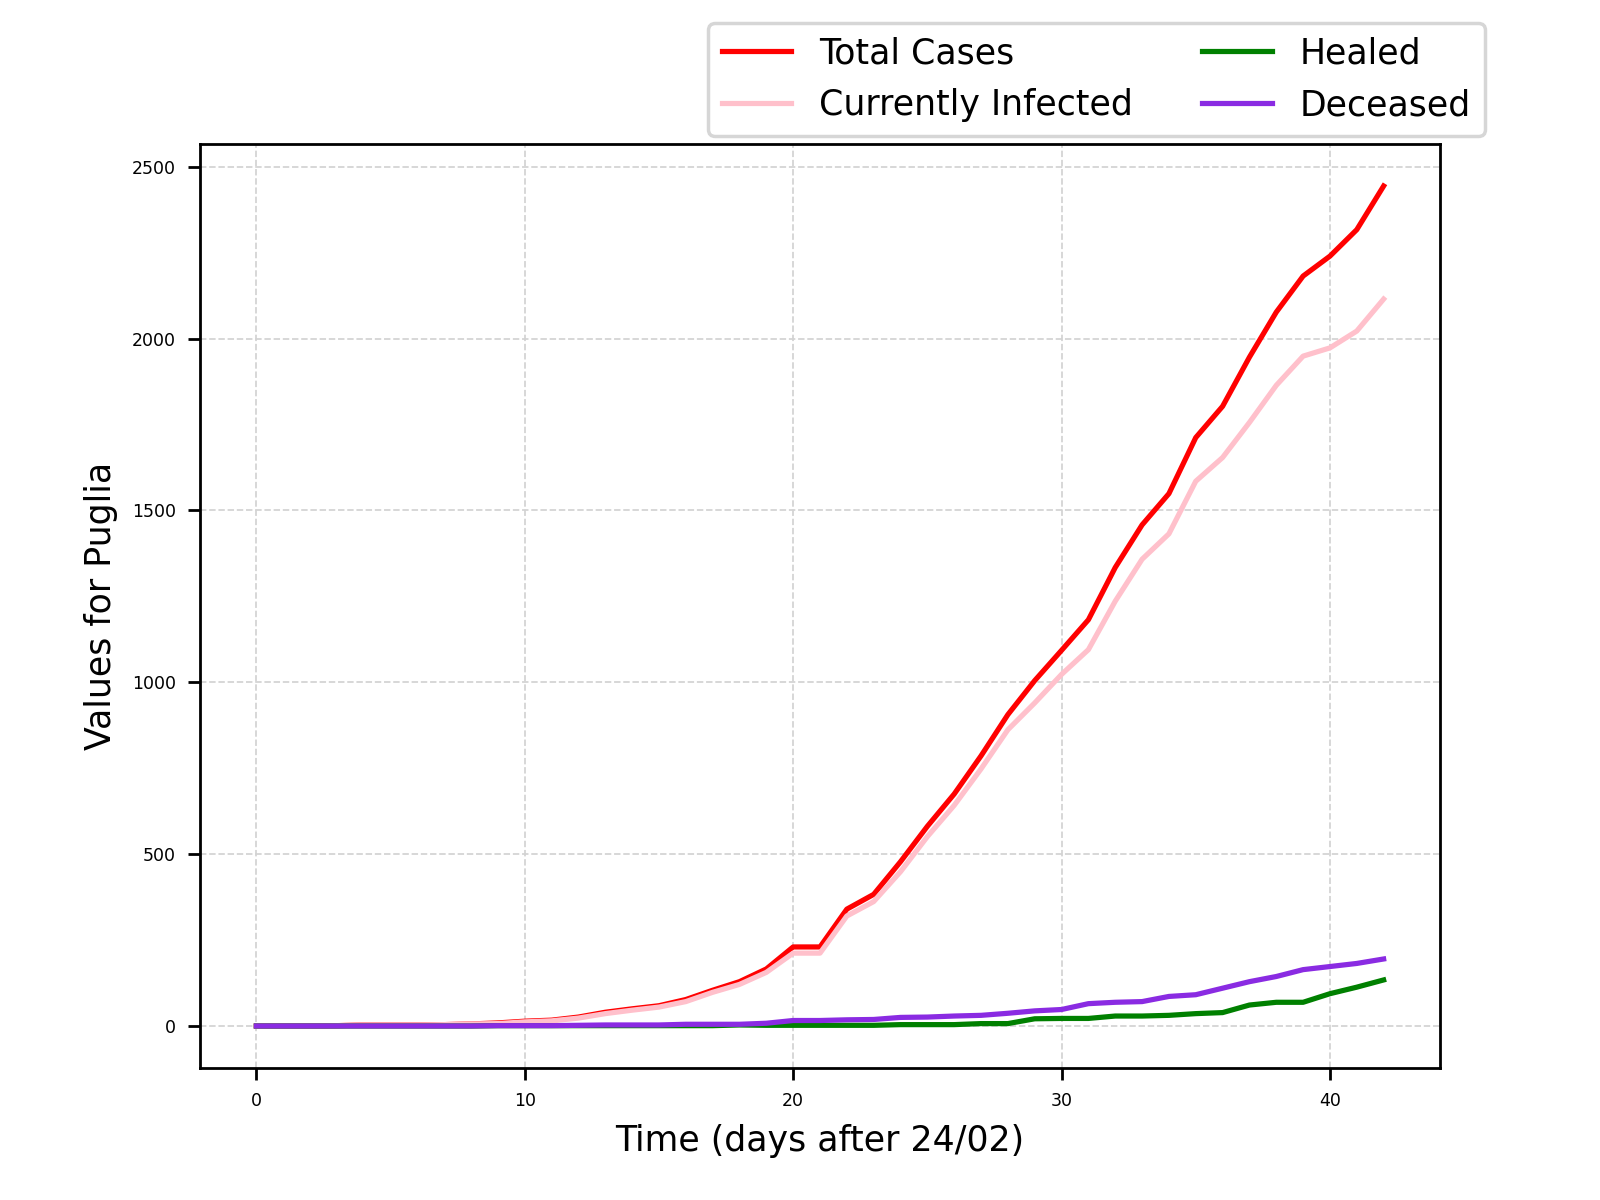 Total Cases
Currently Infected
Healed
Deceased
2500
2000
1500
1000
500
0
Values for Puglia
0 10 20 30 40
Time (days after 24/02)